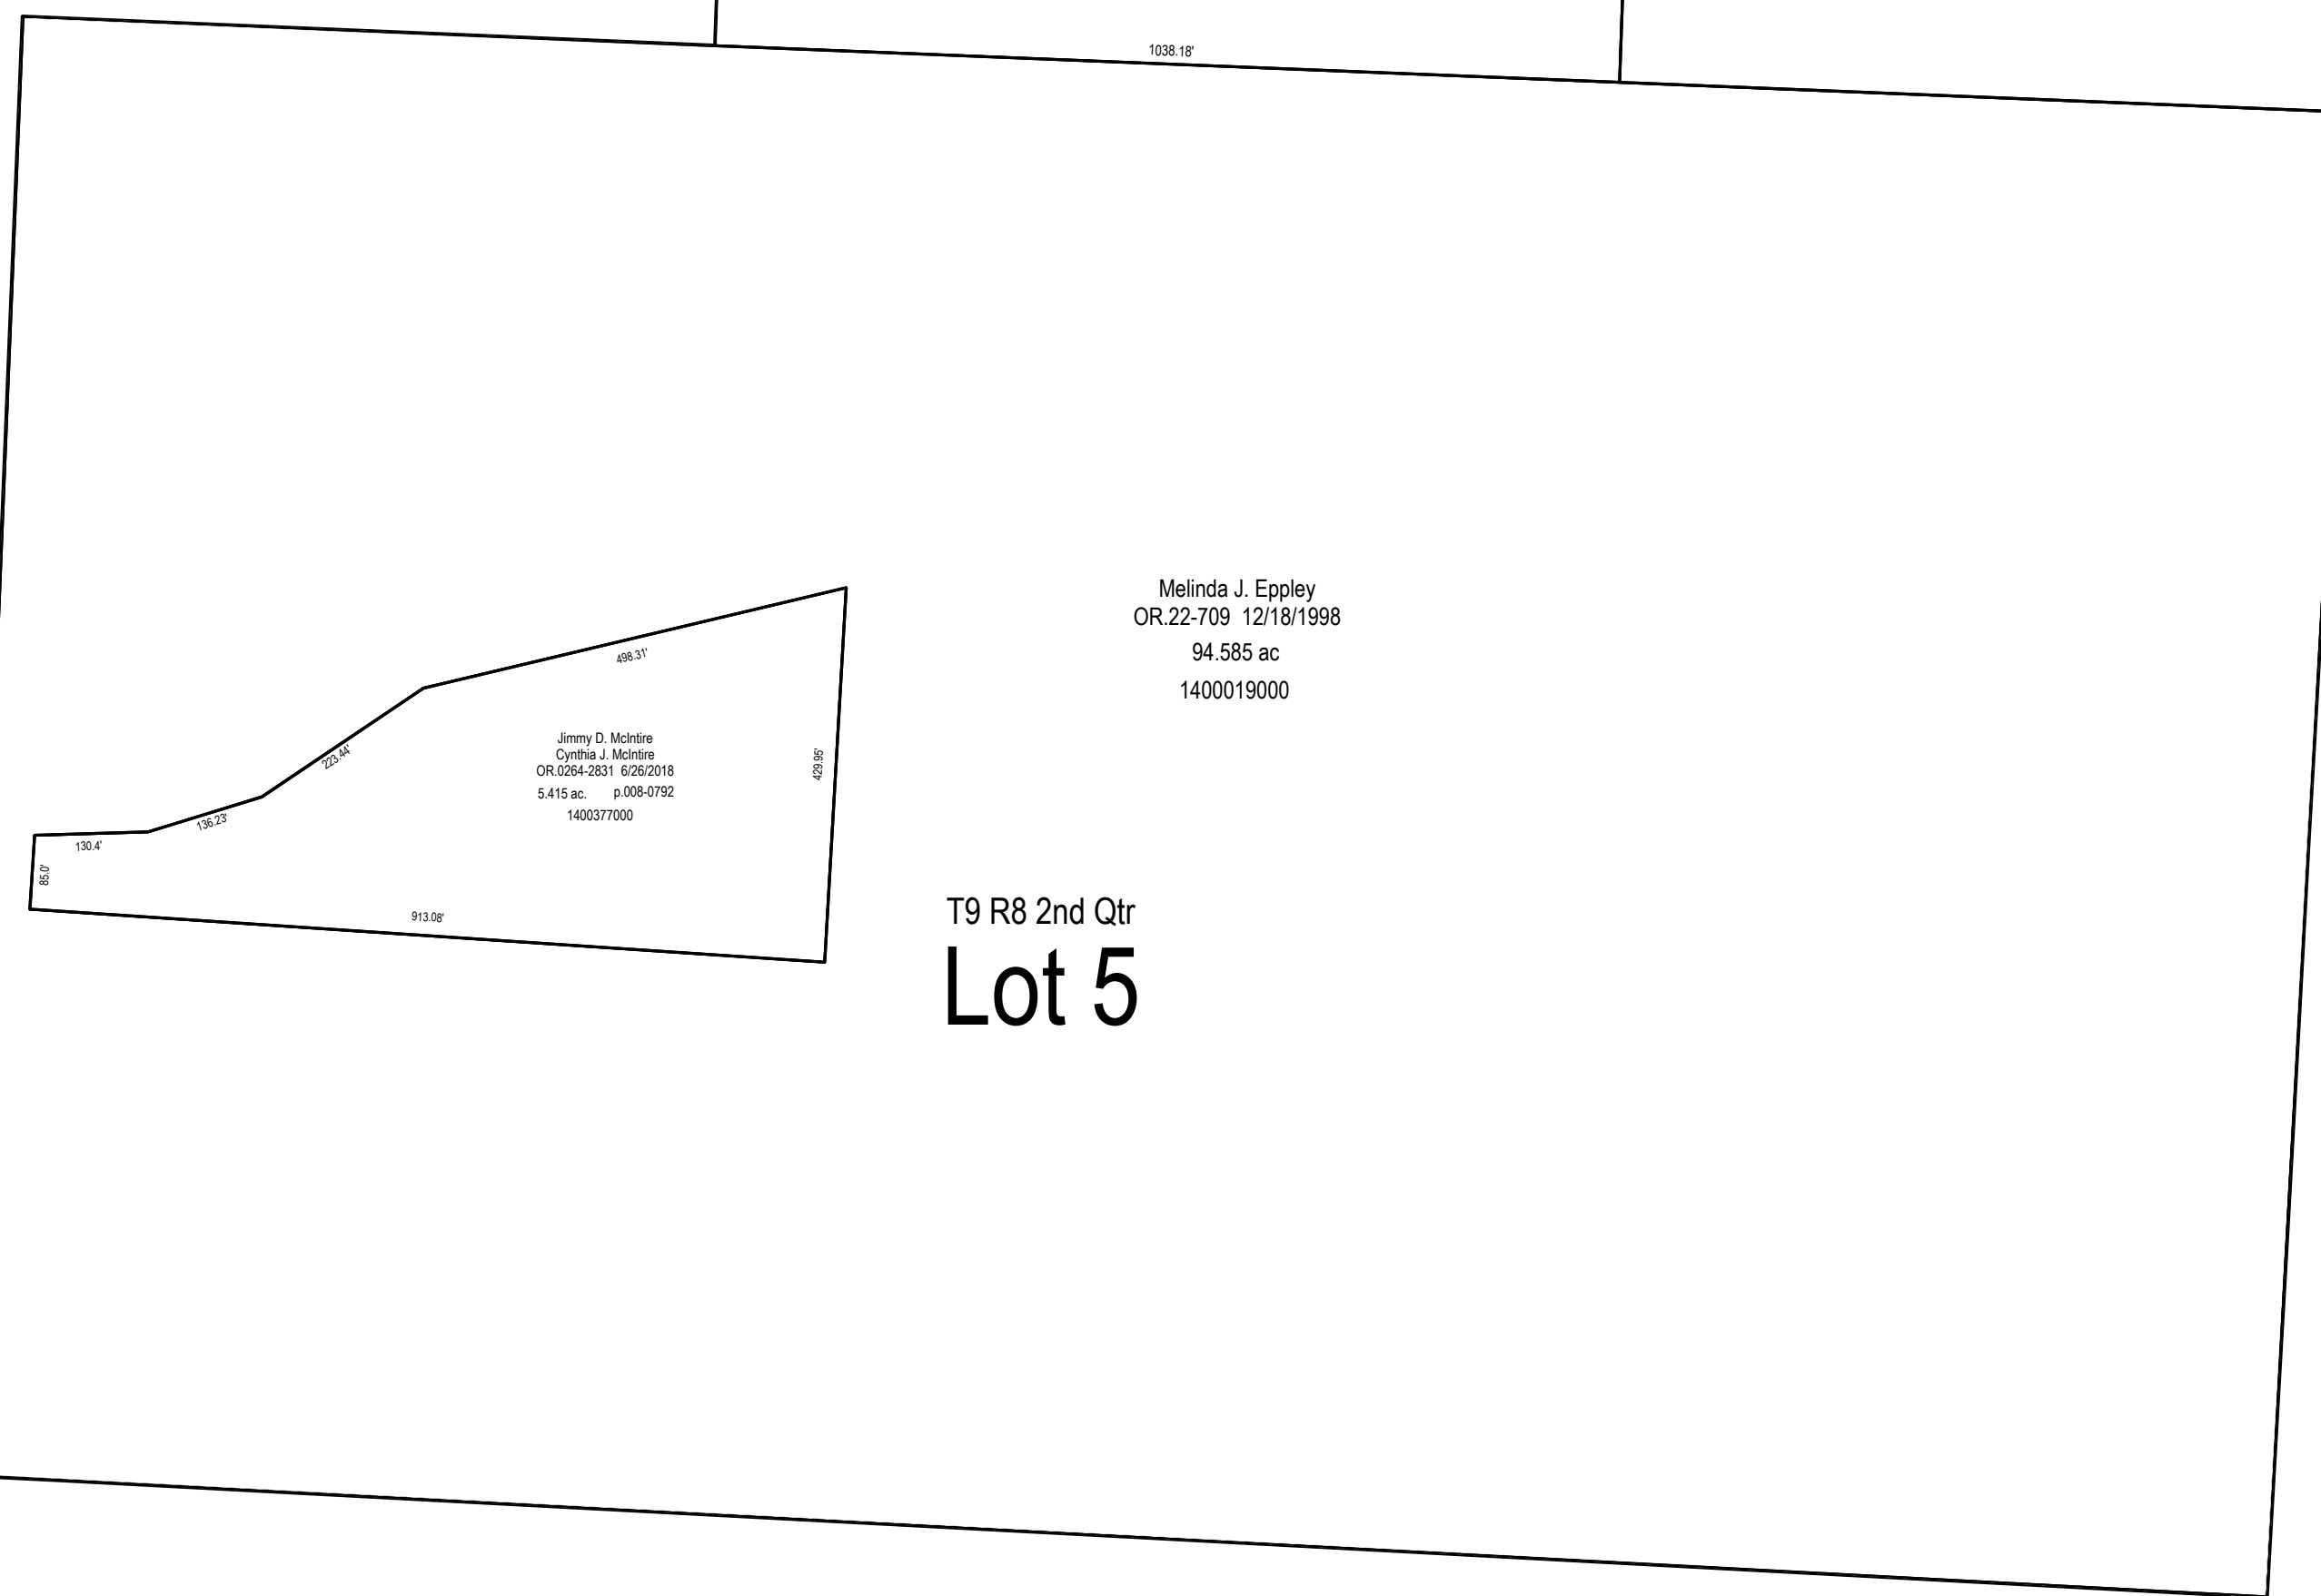 1038.18'
Melinda J. Eppley
OR.22-709 12/18/1998
94.585 ac
1400019000
498.31'
Jimmy D. McIntire
Cynthia J. McIntire
OR.0264-2831 6/26/2018
5.415 ac. p.008-0792
1400377000
223.44'
429.95'
136.23'
130.4'
85.0'
913.08'
T9 R8 2nd Qtr
Lot 5